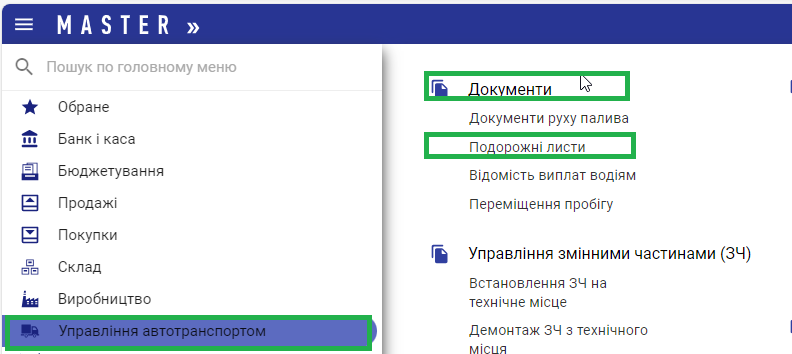 MASTER »
Пошук по головному меню
Обране
Банк і каса
Бюджетування
Продажі
Покупки
Склад
Виробництво
Управління автотранспортом
Документи
Документи руху палива
Подорожні листи
Відомість виплат водіям
Переміщення пробігу
Управління змінними частинами (ЗЧ)
Встановлення ЗЧ на
технічне місце
Демонтаж ЗЧ з технічного
місця